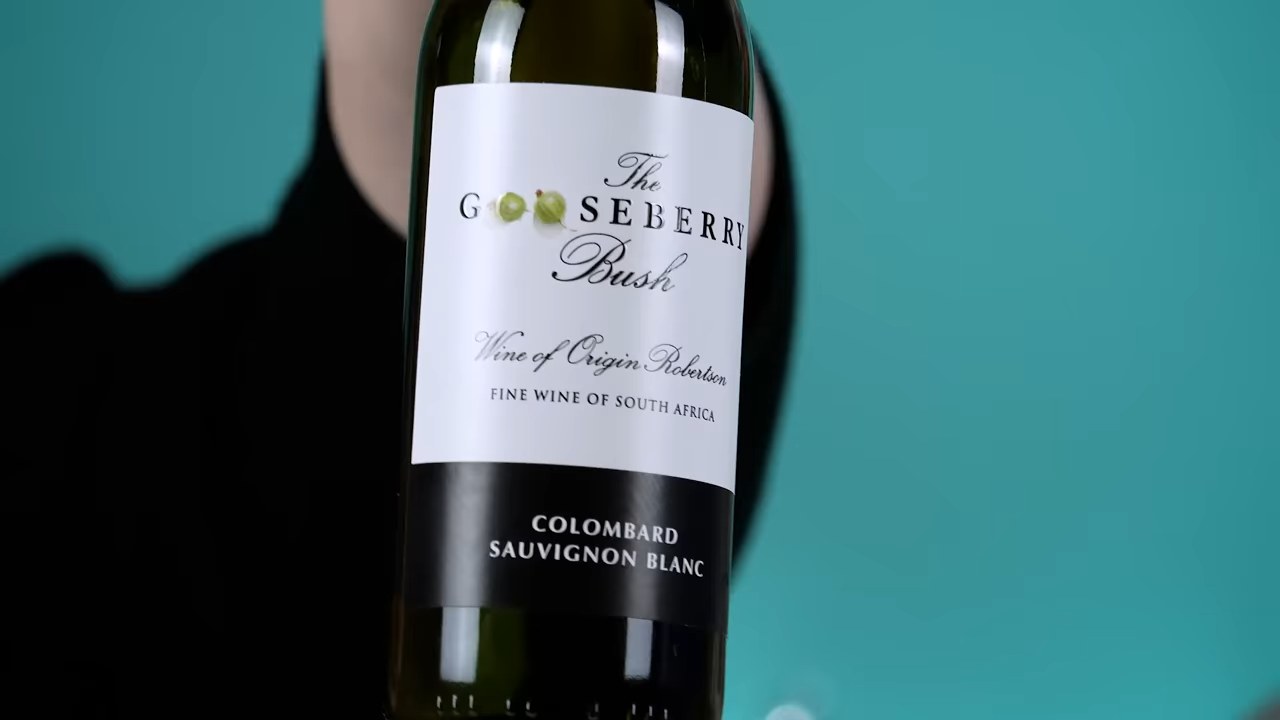 The
GOOSEBERRY
Bush
Wine of Origin Robertson
FINE WINE OF SOUTH AFRICA
COLOMBARD
SAUVIGNON BLANC